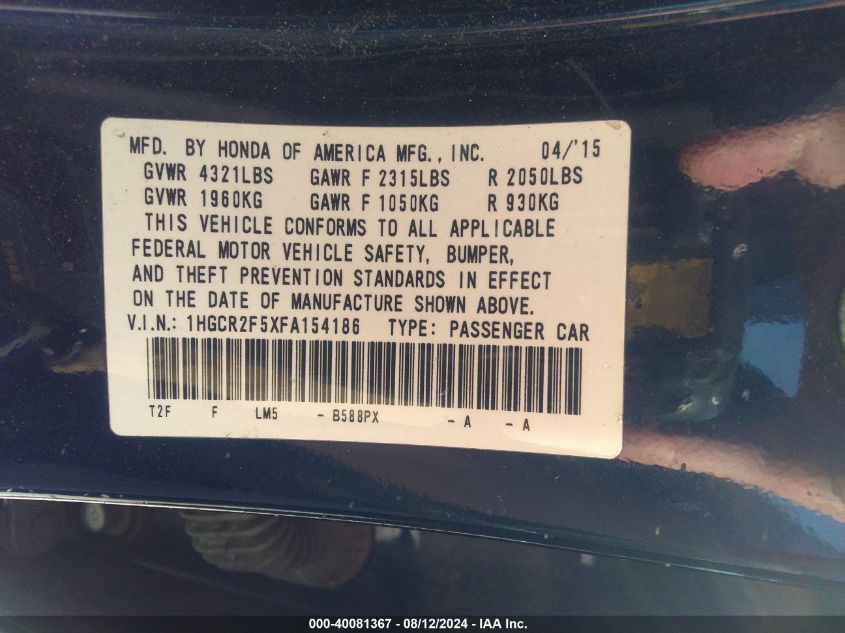 MFD. BY HONDA OF AMERICA MFG., INC. 04/'15
GVWR 4321LBS GAWR F 2315LBS R 2050LBS
GVWR 1960KG GAWR F 1050KG R 930KG
THIS VEHICLE CONFORMS TO ALL APPLICABLE
FEDERAL MOTOR VEHICLE SAFETY, BUMPER,
AND THEFT PREVENTION STANDARDS IN EFFECT
ON THE DATE OF MANUFACTURE SHOWN ABOVE.
V.I.N.: 1HGCR2F5XFA154186 TYPE: PASSENGER CAR
T2F F LM5 - B588PX - A - A
000-40081367 - 08/12/2024 - IAA Inc.